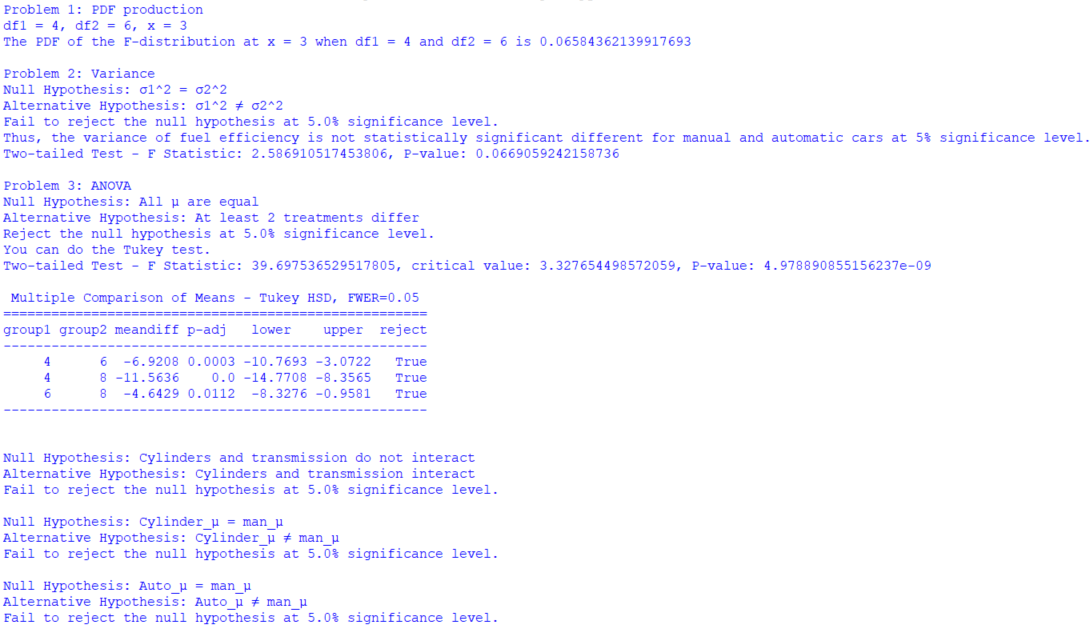 Problem 1: PDF production
df1 = 4, df2 = 6, x = 3
The PDF of the F-distribution at x = 3 when df1 = 4 and df2 = 6 is 0.06584362139917693
Problem 2: Variance
Null Hypothesis: σ1^2 = σ2^2
Alternative Hypothesis: σ1^2 ≠ σ2^2
Fail to reject the null hypothesis at 5.0% significance level.
Thus, the variance of fuel efficiency is not statistically significant different for manual and automatic cars at 5% significance level.
Two-tailed Test - F Statistic: 2.586910517453806, P-value: 0.0669059242158736
Problem 3: ANOVA
Null Hypothesis: All μ are equal
Alternative Hypothesis: At least 2 treatments differ
Reject the null hypothesis at 5.0% significance level.
You can do the Tukey test.
Two-tailed Test - F Statistic: 39.697536529517805, critical value: 3.327654498572059, P-value: 4.978890855156237e-09
Multiple Comparison of Means - Tukey HSD, FWER=0.05
=====================================================
group1 group2 meandiff p-adj lower upper reject
-----------------------------------------------------
4 6 -6.9208 0.0003 -10.7693 -3.0722 True
4 8 -11.5636 0.0 -14.7708 -8.3565 True
6 8 -4.6429 0.0112 -8.3276 -0.9581 True
-----------------------------------------------------
Null Hypothesis: Cylinders and transmission do not interact
Alternative Hypothesis: Cylinders and transmission interact
Fail to reject the null hypothesis at 5.0% significance level.
Null Hypothesis: Cylinder_μ = man_μ
Alternative Hypothesis: Cylinder_μ ≠ man_μ
Fail to reject the null hypothesis at 5.0% significance level.
Null Hypothesis: Auto_μ = man_μ
Alternative Hypothesis: Auto_μ ≠ man_μ
Fail to reject the null hypothesis at 5.0% significance level.